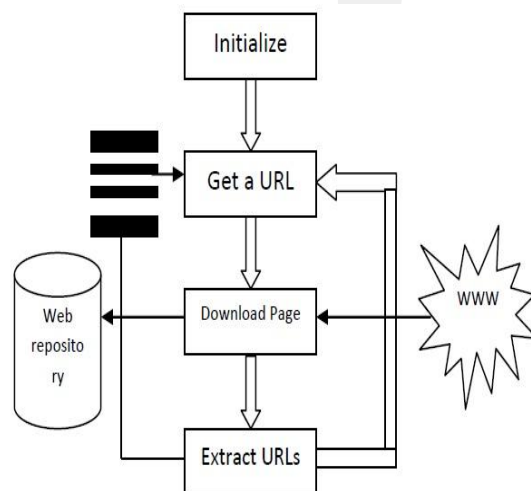 Initialize
Get a URL
Download Page
WWW
Web
reposito
ry
Extract URLs